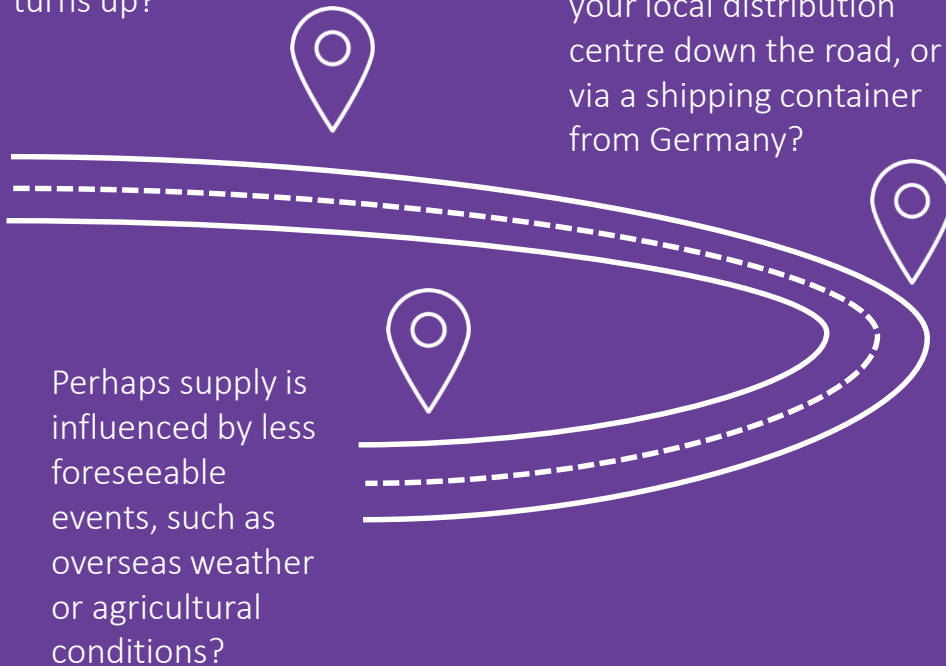 turns up?
your local distribution
centre down the road, or
via a shipping container
from Germany?
Perhaps supply is
influenced by less
foreseeable
events, such as
overseas weather
or agricultural
conditions?